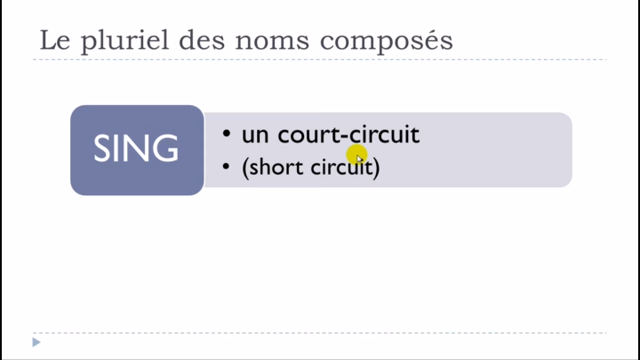 Le pluriel des noms composés
SING
• un court-circuit
• (short circuit)